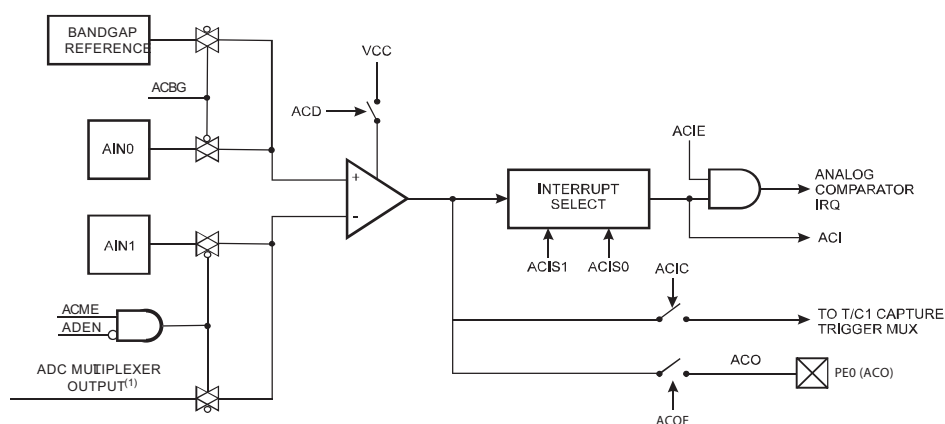 BANDGAP
REFERENCE
VCC
ACBG
ACD
AIN0
ACIE
+
-
INTERRUPT
SELECT
ANALOG
COMPARATOR
IRQ
AIN1
ACI
ACIS1 ACIS0 ACIC
ACME
ADEN
TO T/C1 CAPTURE
TRIGGER MUX
ADC MULTIPLEXER
OUTPUT(1)
ACO
PE0 (ACO)
ACOE